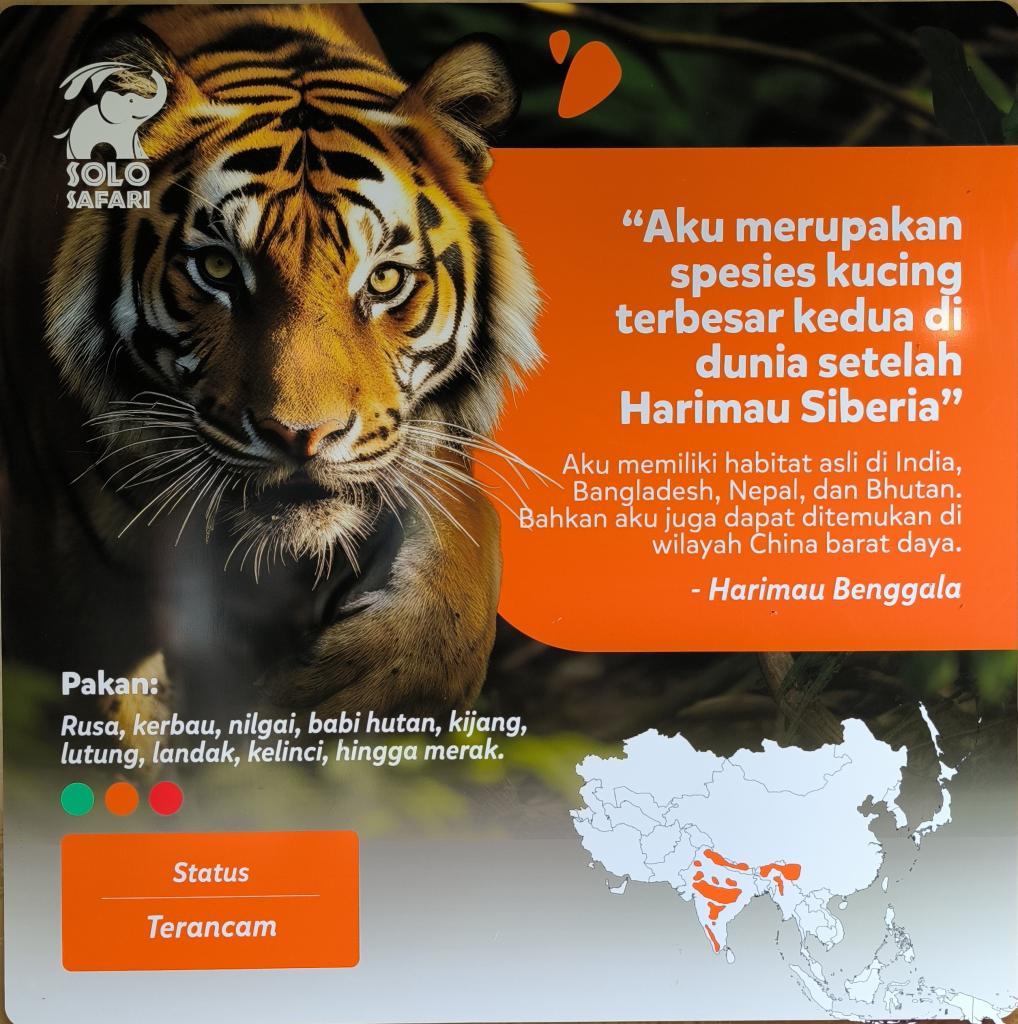 SOLO
SAFARI
“Aku merupakan
spesies kucing
terbesar kedua di
dunia setelah
Harimau Siberia”
Aku memiliki habitat asli di India,
Bangladesh, Nepal, dan Bhutan.
Bahkan aku juga dapat ditemukan di
wilayah China barat daya.
- Harimau Benggala
Pakan:
Rusa, kerbau, nilgai, babi hutan, kijang,
lutung, landak, kelinci, hingga merak.
Status
Terancam